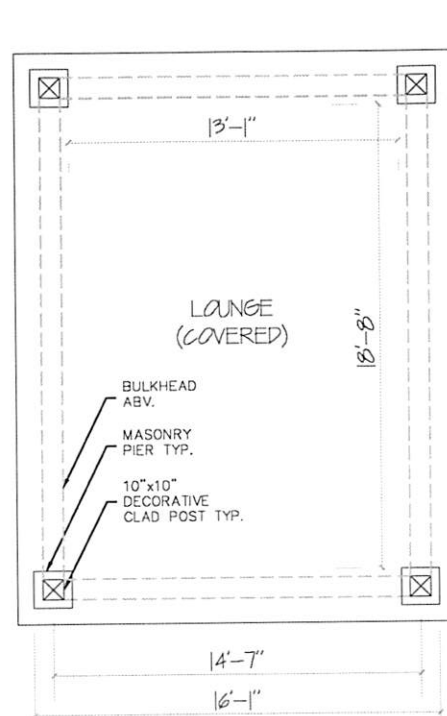 13'-1"
LOUNGE
(COVERED)
18'-8"
BULKHEAD
ABV.
MASONRY
PIER TYP.
10"x10"
DECORATIVE
CLAD POST TYP.
14'-7"
16'-1"